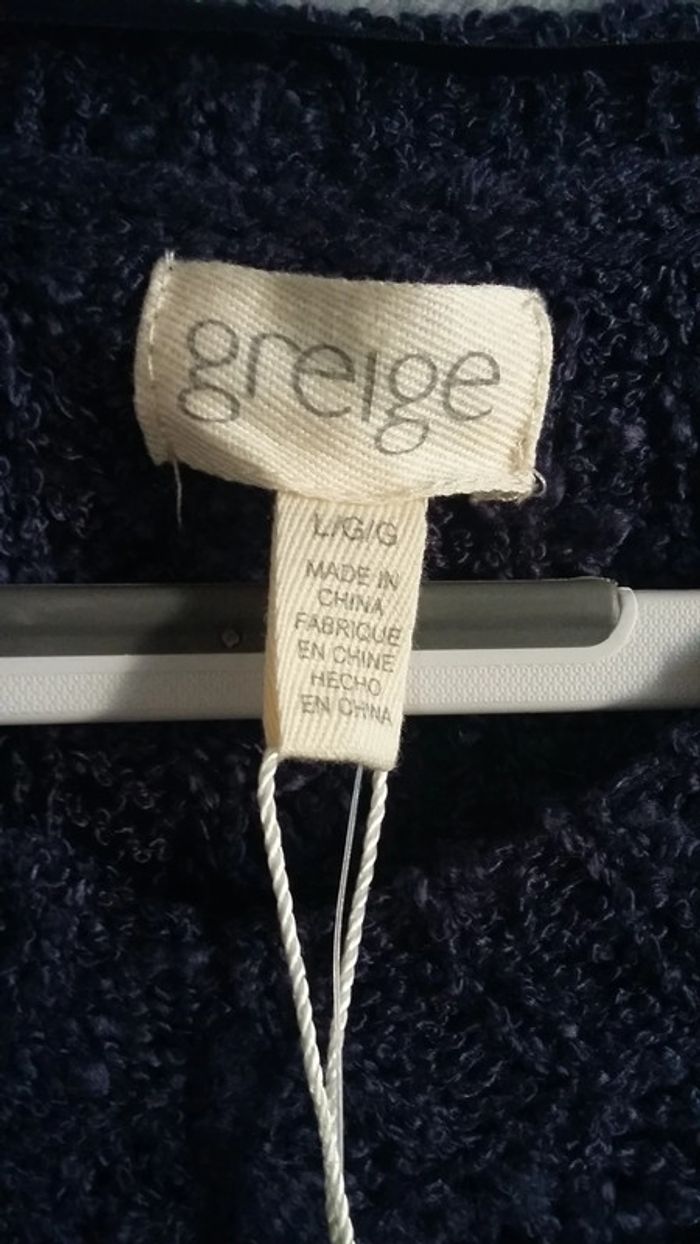 greige
L/G/G
MADE IN
CHINA
FABRIQUE
EN CHINE
HECHO
EN CHINA